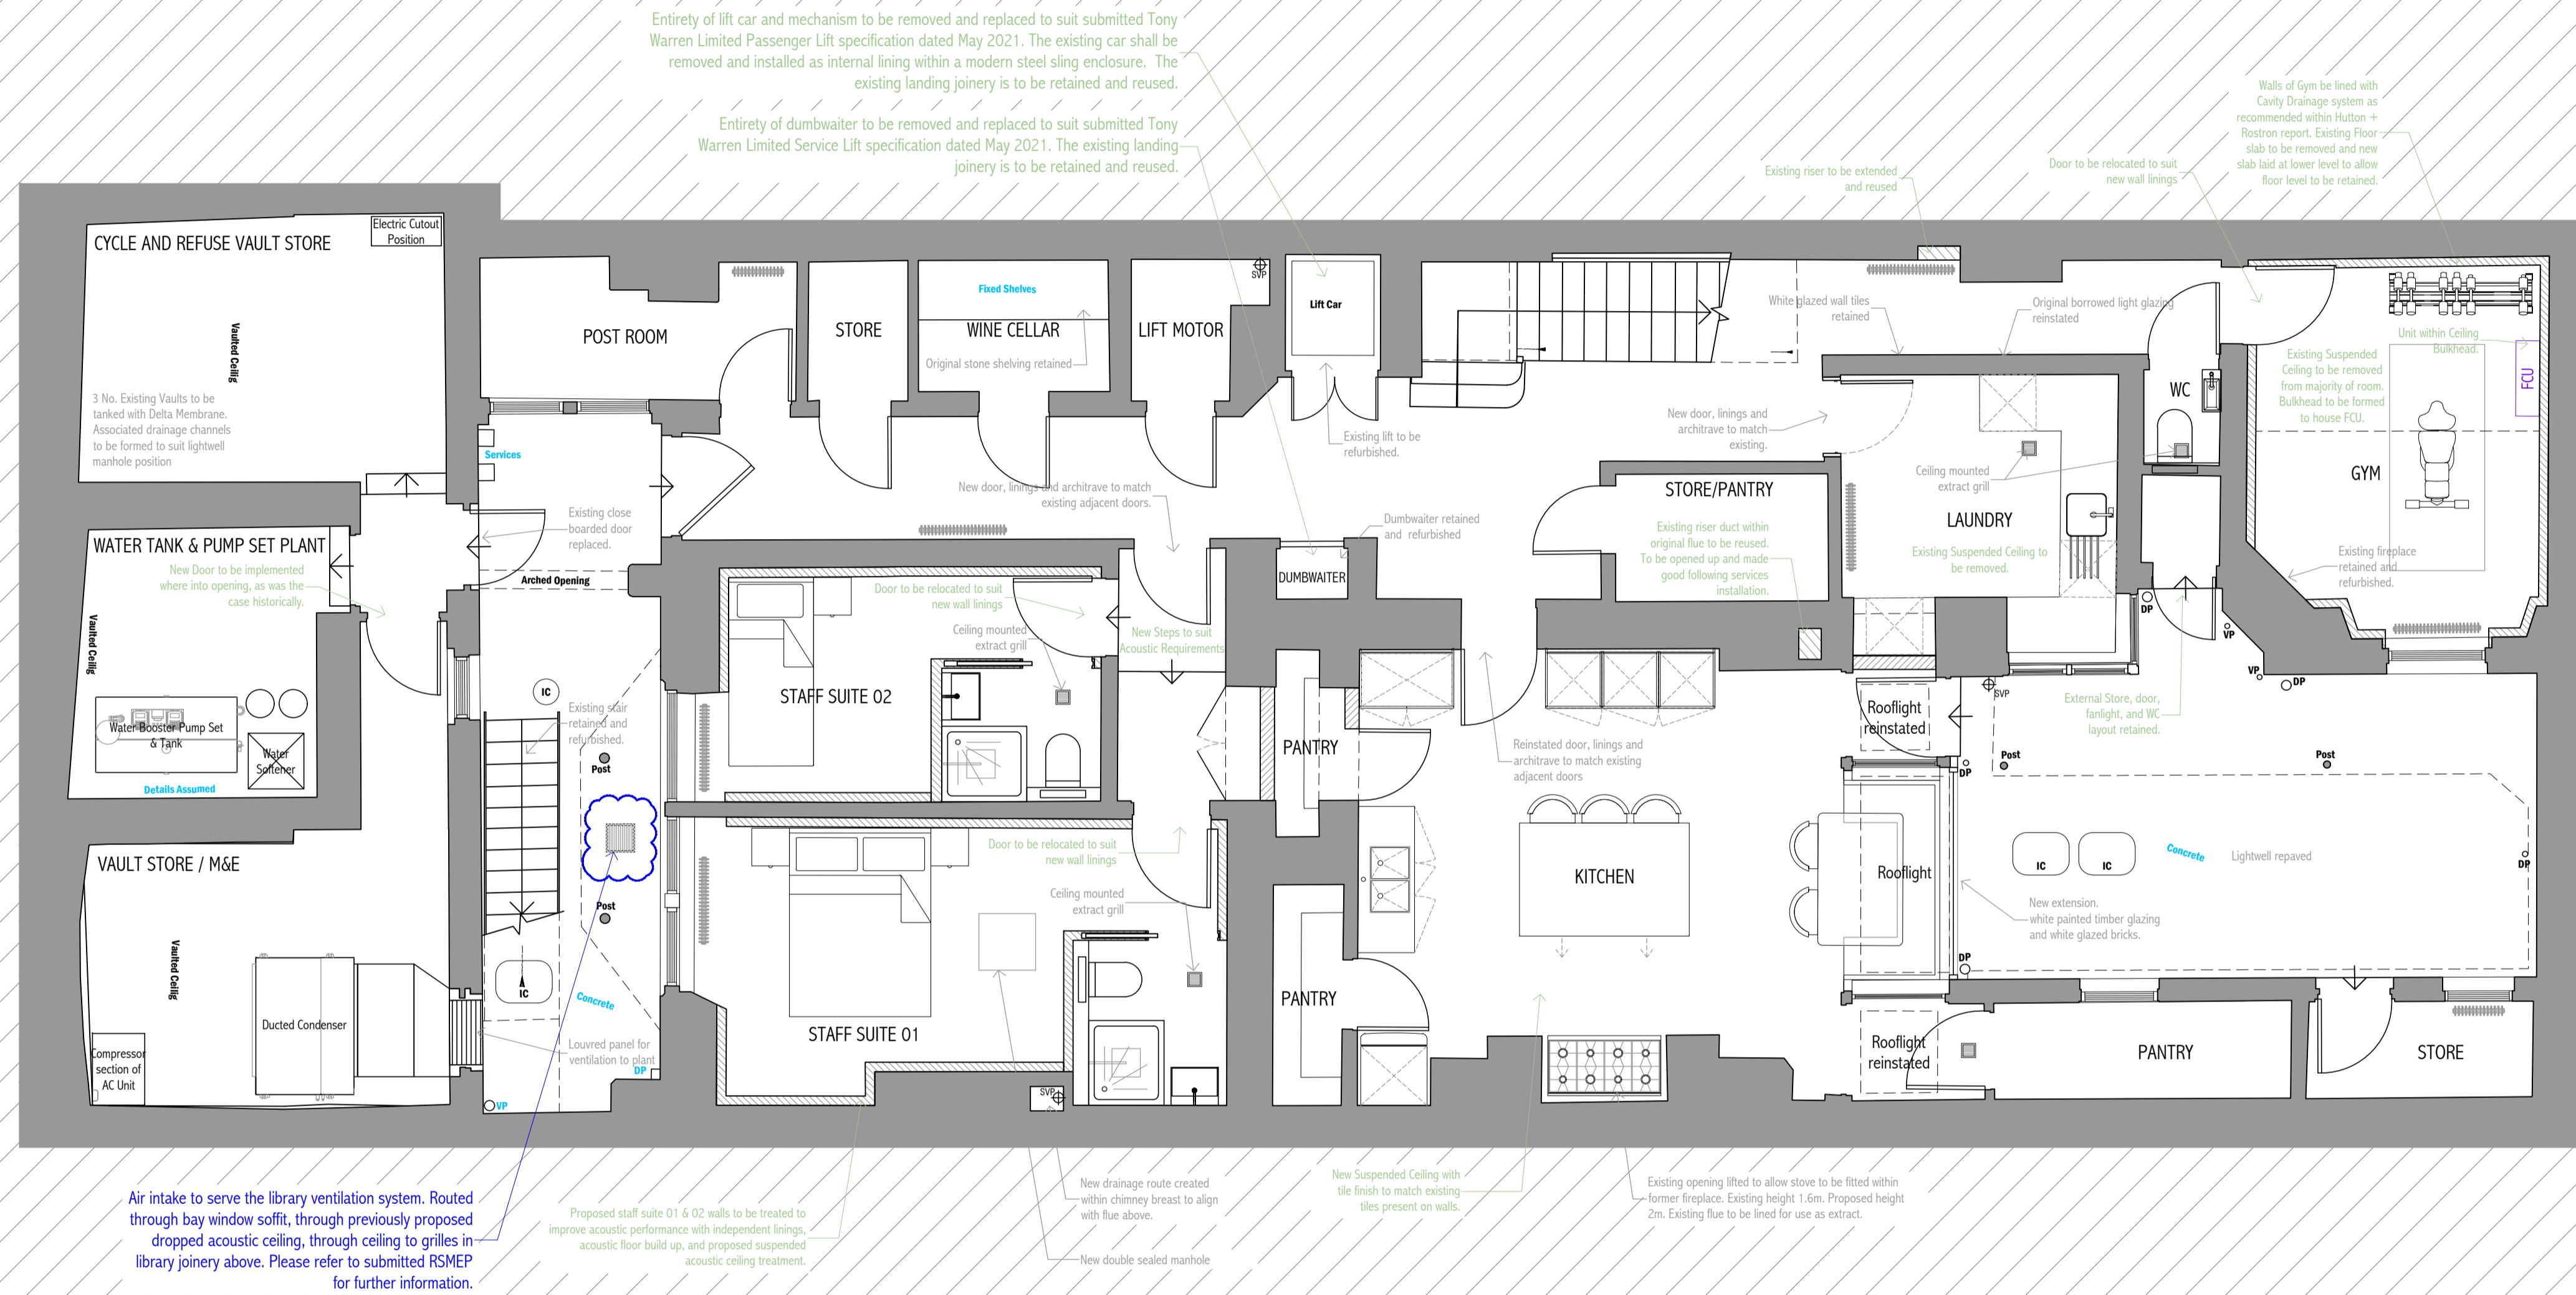 Entirety of lift car and mechanism to be removed and replaced to suit submitted Tony
Warren Limited Passenger Lift specification dated May 2021. The existing car shall be
removed and installed as internal lining within a modern steel sling enclosure. The
existing landing joinery is to be retained and reused.
Entirety of dumbwaiter to be removed and replaced to suit submitted Tony
Warren Limited Service Lift specification dated May 2021. The existing landing
joinery is to be retained and reused.
Existing riser to be extended
and reused
Door to be relocated to suit
new wall linings
Walls of Gym be lined with
Cavity Drainage system as
recommended within Hutton +
Rostron report. Existing Floor
slab to be removed and new
slab laid at lower level to allow
floor level to be retained.
CYCLE AND REFUSE VAULT STORE
Electric Cutout
Position
Vaulted Ceilig
3 No. Existing Vaults to be
tanked with Delta Membrane.
Associated drainage channels
to be formed to suit lightwell
manhole position
POST ROOM
STORE
Fixed Shelves
WINE CELLAR
Original stone shelving retained
LIFT MOTOR
SVP
Lift Car
Existing lift to be
refurbished.
White glazed wall tiles
retained
Original borrowed light glazing
reinstated
Unit within Ceiling
Bulkhead.
Existing Suspended
Ceiling to be removed
from majority of room.
Bulkhead to be formed
to house FCU.
FCU
WC
GYM
New door, linings and
architrave to match
existing.
Ceiling mounted
extract grill
LAUNDRY
Existing Suspended Ceiling to
be removed.
Existing fireplace
retained and
refurbished.
Services
Existing close
boarded door
replaced.
Arched Opening
New door, linings and architrave to match
existing adjacent doors.
Dumbwaiter retained
and refurbished
DUMBWAITER
STORE/PANTRY
Existing riser duct within
original flue to be reused.
To be opened up and made
good following services
installation.
WATER TANK & PUMP SET PLANT
New Door to be implemented
where into opening, as was the
case historically.
Vaulted Ceilig
Water Booster Pump Set
& Tank
Water
Softener
Details Assumed
IC
Existing stair
retained and
refurbished.
Post
Post
STAFF SUITE 02
Door to be relocated to suit
new wall linings
Ceiling mounted
extract grill
New Steps to suit
Acoustic Requirements
PANTRY
Reinstated door, linings and
architrave to match existing
adjacent doors
Rooflight
reinstated
SVP
DP
VP
VP
DP
External Store, door,
fanlight, and WC
layout retained.
DP
Post
Post
VAULT STORE / M&E
Vaulted Ceilig
Ducted Condenser
Compressor
section of
AC Unit
IC
Concrete
Louvred panel for
ventilation to plant
DP
VP
STAFF SUITE 01
Door to be relocated to suit
new wall linings
Ceiling mounted
extract grill
SVP
PANTRY
KITCHEN
Rooflight
IC
IC
Concrete
Lightwell repaved
DP
New extension.
white painted timber glazing
and white glazed bricks.
DP
Rooflight
reinstated
PANTRY
STORE
Air intake to serve the library ventilation system. Routed
through bay window soffit, through previously proposed
dropped acoustic ceiling, through ceiling to grilles in
library joinery above. Please refer to submitted RSMEP
for further information.
Proposed staff suite 01 & 02 walls to be treated to
improve acoustic performance with independent linings,
acoustic floor build up, and proposed suspended
acoustic ceiling treatment.
New drainage route created
within chimney breast to align
with flue above.
New double sealed manhole
New Suspended Ceiling with
tile finish to match existing
tiles present on walls.
Existing opening lifted to allow stove to be fitted within
former fireplace. Existing height 1.6m. Proposed height
2m. Existing flue to be lined for use as extract.